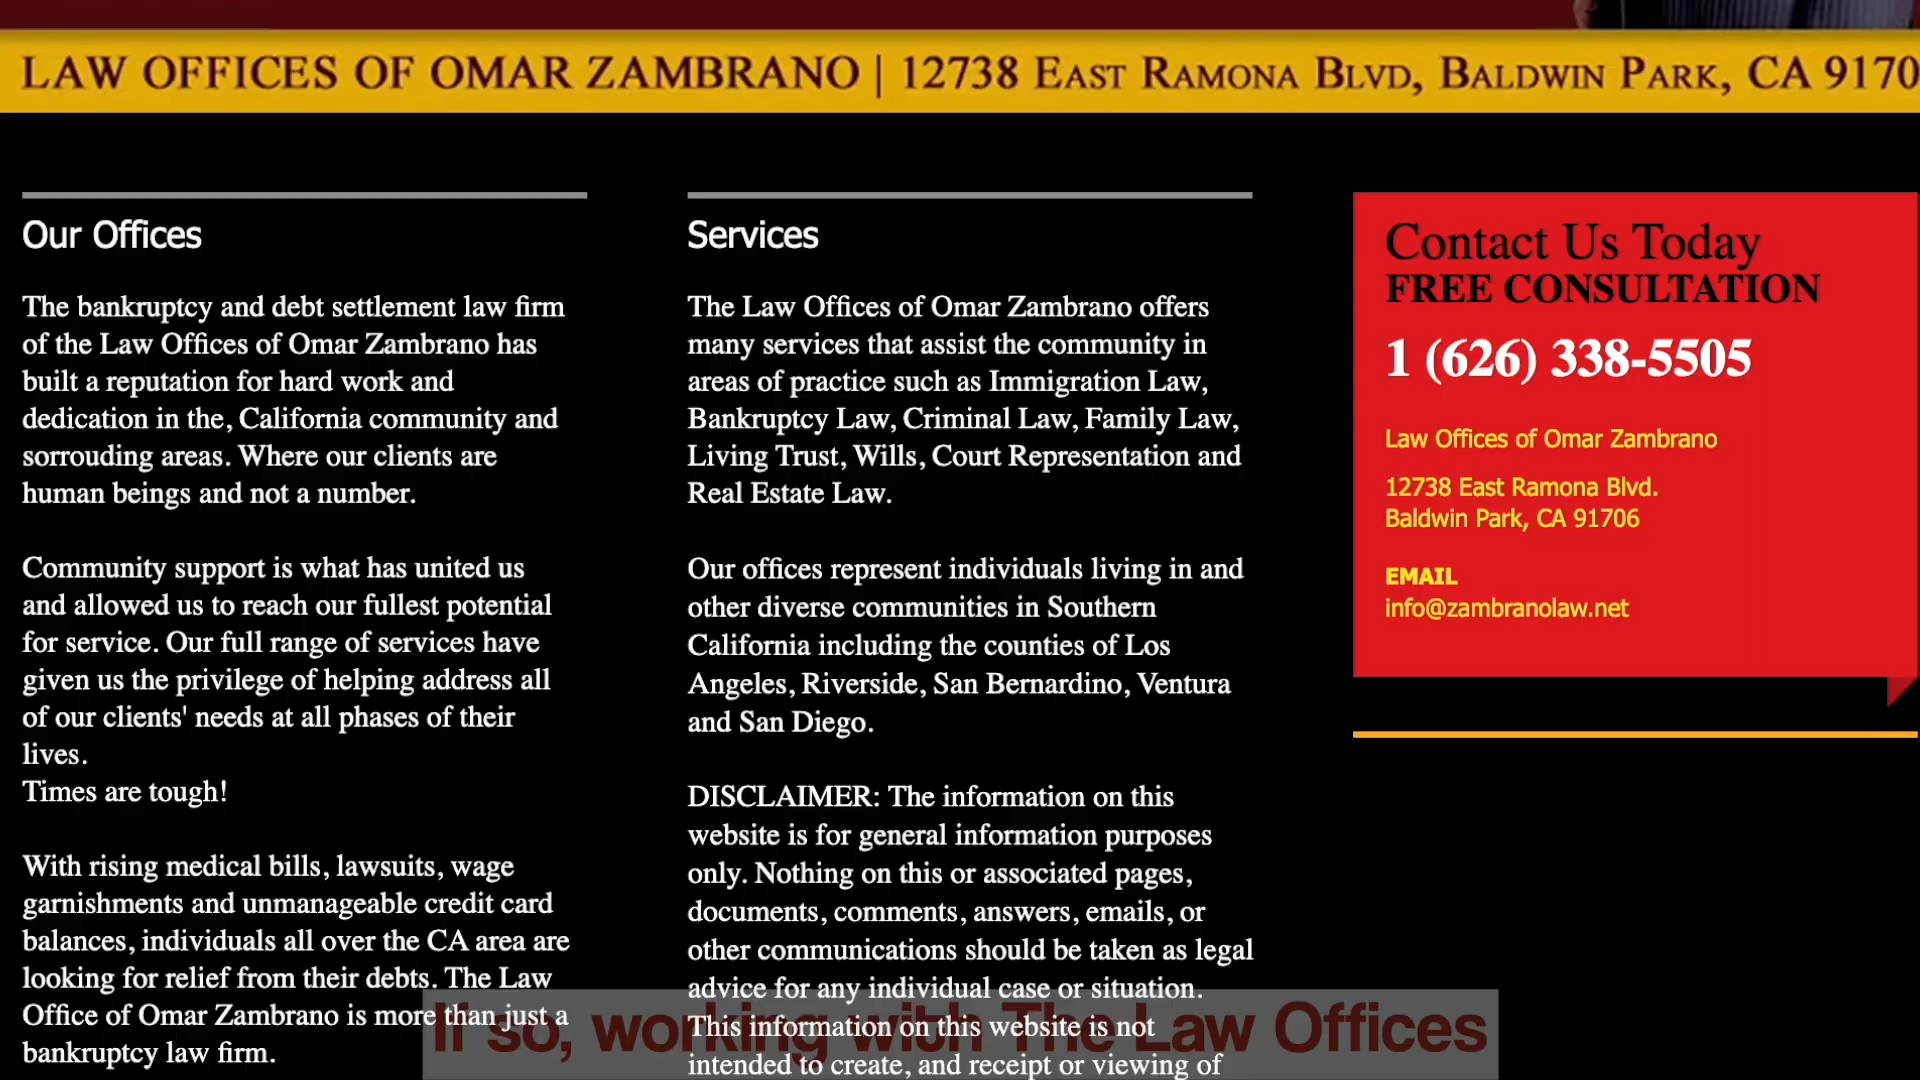 LAW OFFICES OF OMAR ZAMBRANO | 12738 EAST RAMONA BLVD, BALDWIN PARK, CA 9170
Our Offices
The bankruptcy and debt settlement law firm
of the Law Offices of Omar Zambrano has
built a reputation for hard work and
dedication in the, California community and
sorrouding areas. Where our clients are
human beings and not a number.
Community support is what has united us
and allowed us to reach our fullest potential
for service. Our full range of services have
given us the privilege of helping address all
of our clients' needs at all phases of their
lives.
Times are tough!
With rising medical bills, lawsuits, wage
garnishments and unmanageable credit card
balances, individuals all over the CA area are
looking for relief from their debts. The Law
Office of Omar Zambrano is more than just a
bankruptcy law firm.
Services
The Law Offices of Omar Zambrano offers
many services that assist the community in
areas of practice such as Immigration Law,
Bankruptcy Law, Criminal Law, Family Law,
Living Trust, Wills, Court Representation and
Real Estate Law.
Our offices represent individuals living in and
other diverse communities in Southern
California including the counties of Los
Angeles, Riverside, San Bernardino, Ventura
and San Diego.
DISCLAIMER: The information on this
website is for general information purposes
only. Nothing on this or associated pages,
documents, comments, answers, emails, or
other communications should be taken as legal
advice for any individual case or situation.
This information on this website is not
intended to create, and receipt or viewing of
Contact Us Today
FREE CONSULTATION
1 (626) 338-5505
Law Offices of Omar Zambrano
12738 East Ramona Blvd.
Baldwin Park, CA 91706
EMAIL
info@zambranolaw.net
If so, working with The Law Offices